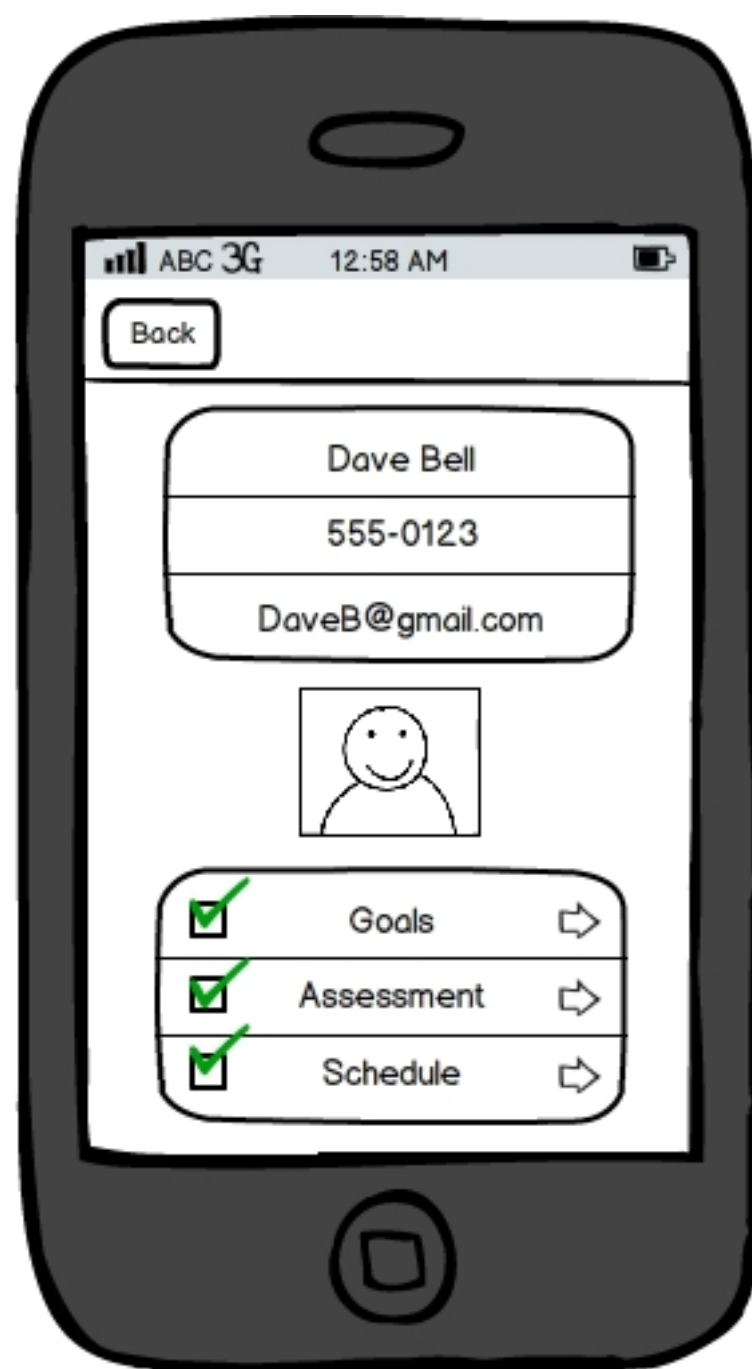 ABC 3G 12:58 AM
Back
Dave Bell
555-0123
DaveB@gmail.com
Goals
Assessment
Schedule